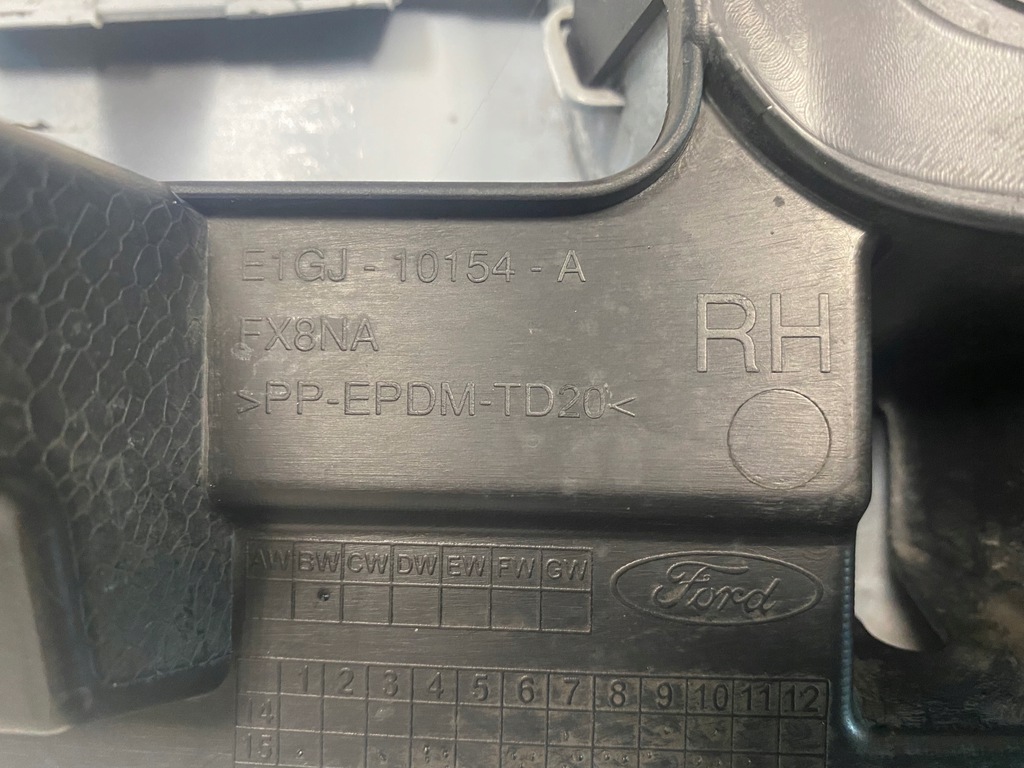 E1GJ - 10154 - A
FX8NA
RH
>PP-EPDM-TD20<
AW BW CW DW EW FW GW
Ford
1 2 3 4 5 6 7 8 9 10 11 12
14
15